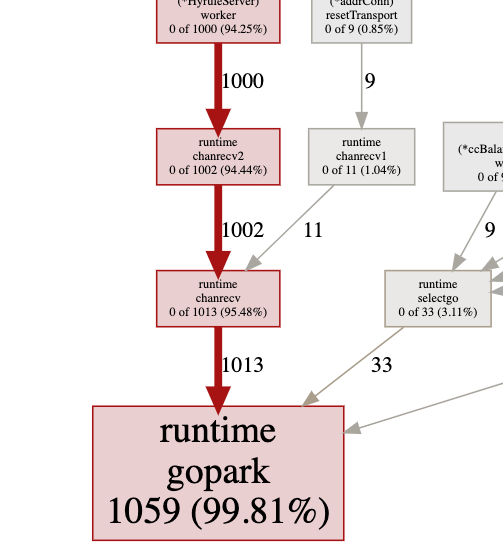 (*HyruleServer)
worker
0 of 1000 (94.25%)
(*addrConn)
resetTransport
0 of 9 (0.85%)
1000
9
runtime
chanrecv2
0 of 1002 (94.44%)
runtime
chanrecv1
0 of 11 (1.04%)
(*ccBala
w
0 of 9
1002
11
9
runtime
chanrecv
0 of 1013 (95.48%)
runtime
selectgo
0 of 33 (3.11%)
1013
33
runtime
gopark
1059 (99.81%)